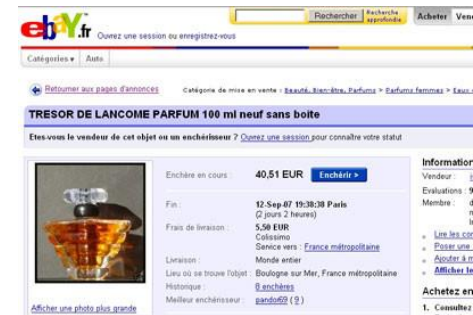 ebay.fr Ouvrez une session ou enregistrez-vous
Rechercher
Recherche approfondie
Acheter
Catégories
Auto
Retourner aux pages d'annonces
Catégorie de mise en vente : Beauté, Bien-être, Parfums > Parfums femmes > Eaux
TRESOR DE LANCOME PARFUM 100 ml neuf sans boite
Etes-vous le vendeur de cet objet ou un enchérisseur ? Ouvrez une session pour connaître votre statut
Enchère en cours : 40,51 EUR Enchérir >
Fin : 12-Sep-07 19:38:38 Paris
(2 jours 2 heures)
Frais de livraison : 5,50 EUR
Colissimo
Service vers : France métropolitaine
Livraison : Monde entier
Lieu où se trouve l'objet : Boulogne sur Mer, France métropolitaine
Historique : 8 enchères
Meilleur enchérisseur : pando69 ( 9 )
Afficher une photo plus grande
Information
Vendeur :
Evaluations : 9
Membre : d
Lire les com
Poser une
Ajouter à m
Afficher le
Achetez en
1. Consultez